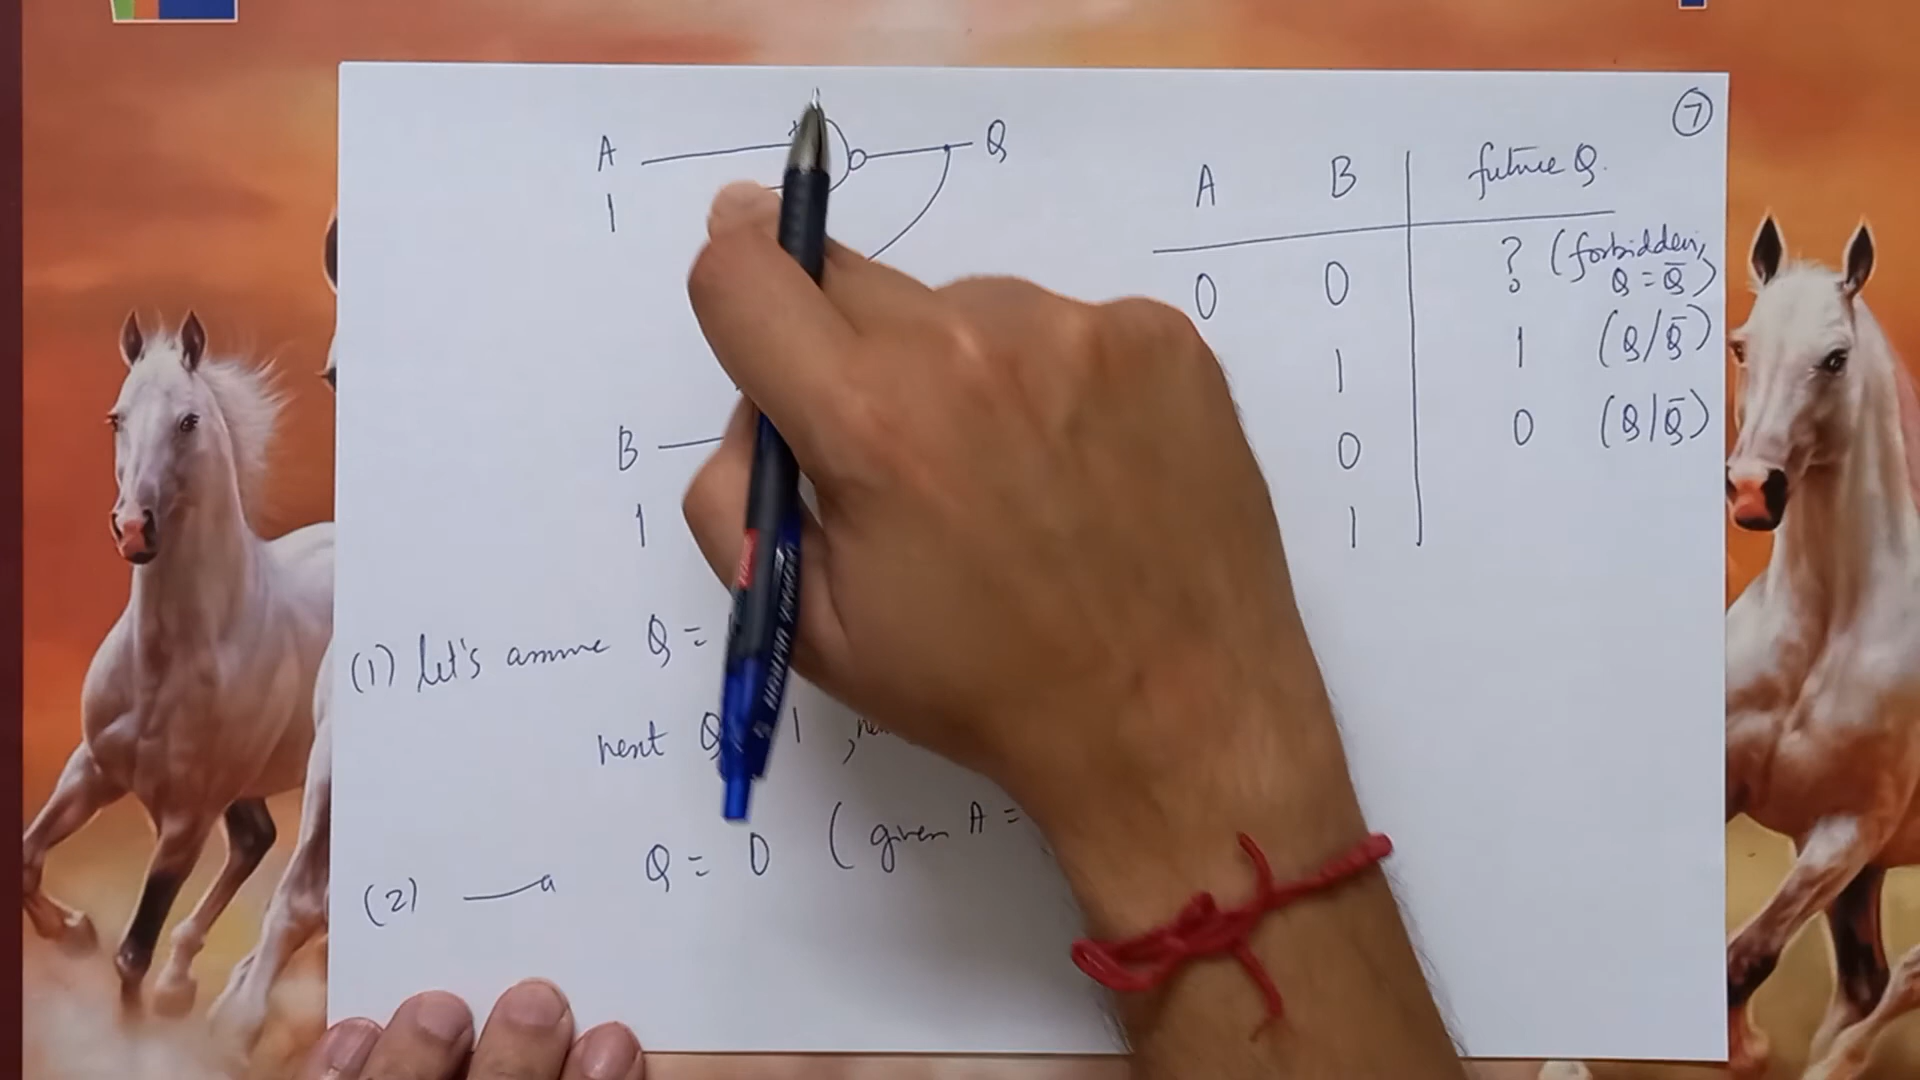 7
A
Q
1
B
1
A B future Q.
0 0 ? (forbidden,
Q = Q̄)
1 1 (Q/Q̄)
0 0 (Q/Q̄)
1
(1) let's assume Q =
next Q 1 ,
(2) Q = 0 (given A =